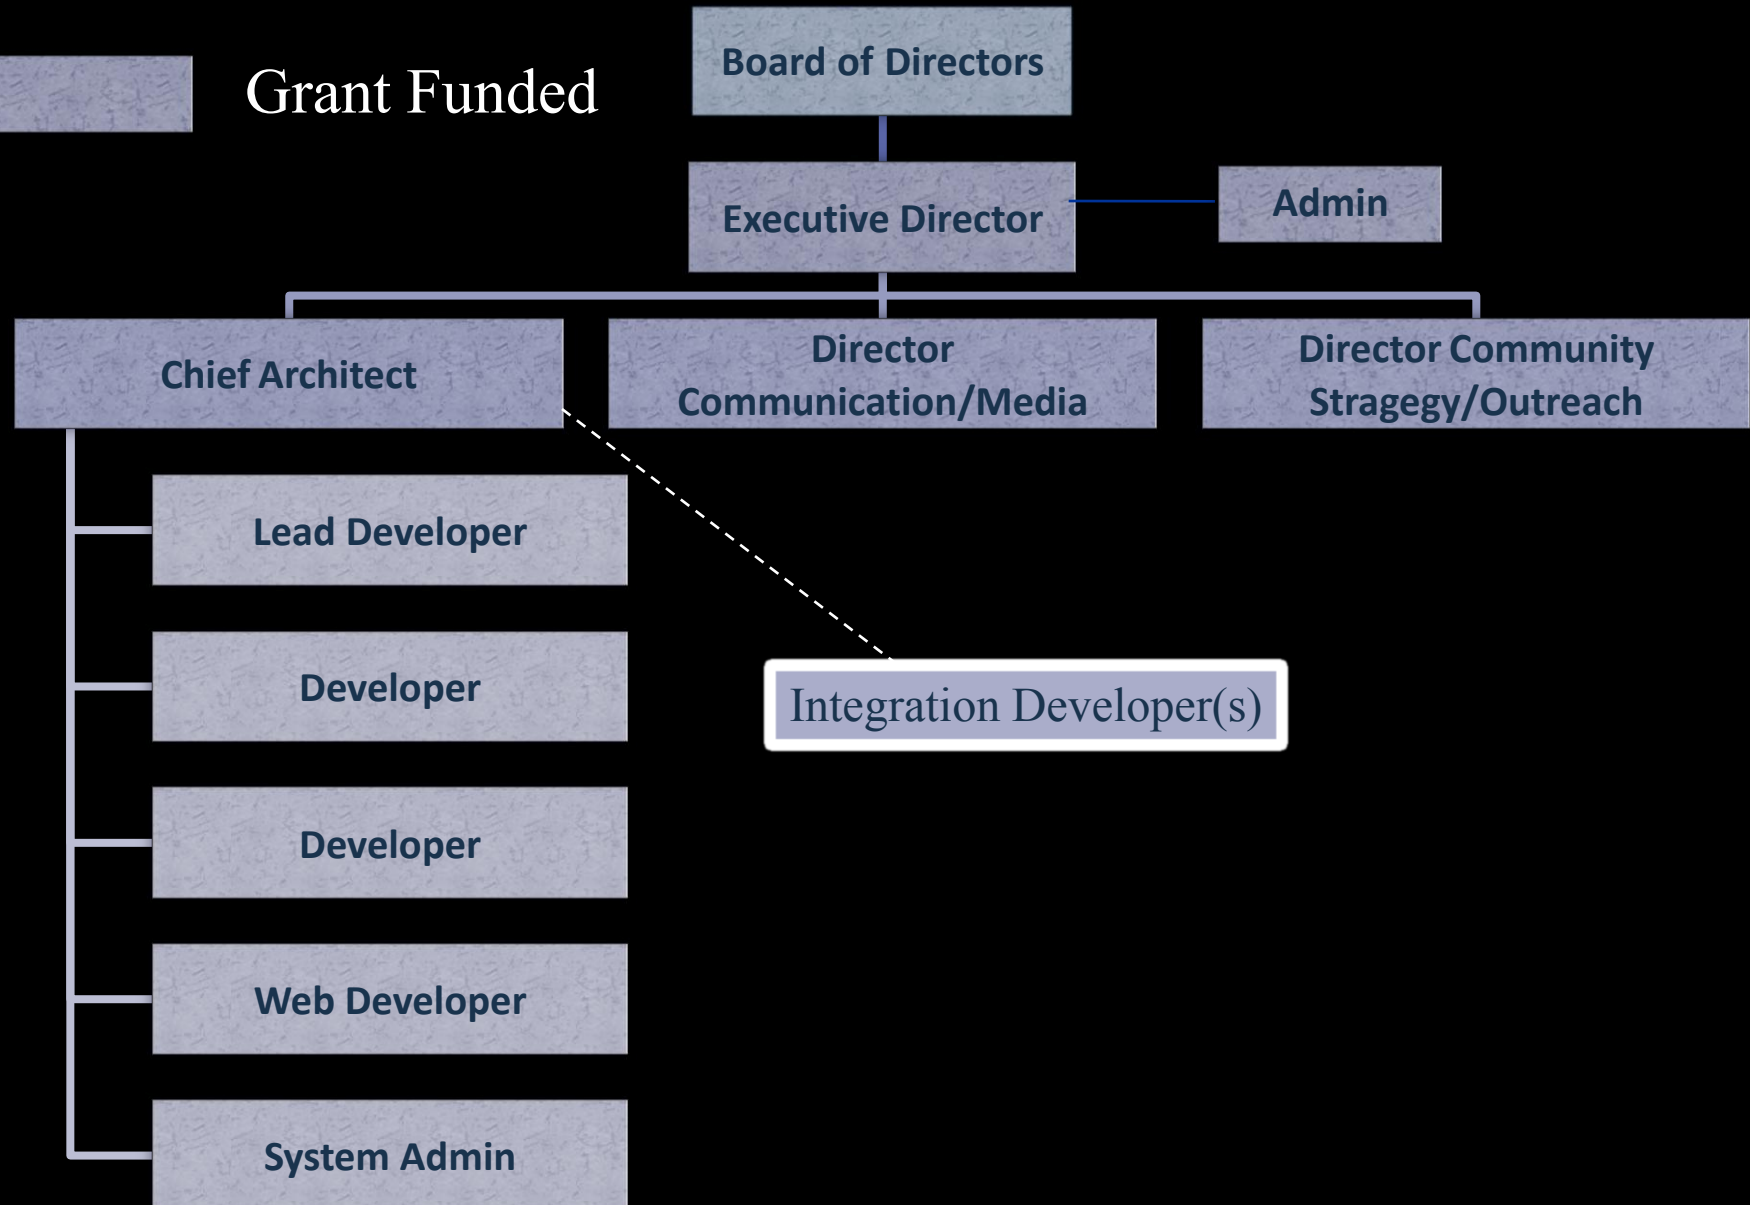 Grant Funded
Board of Directors
Executive Director
Admin
Chief Architect
Director
Communication/Media
Director Community
Stragegy/Outreach
Lead Developer
Developer
Integration Developer(s)
Developer
Web Developer
System Admin